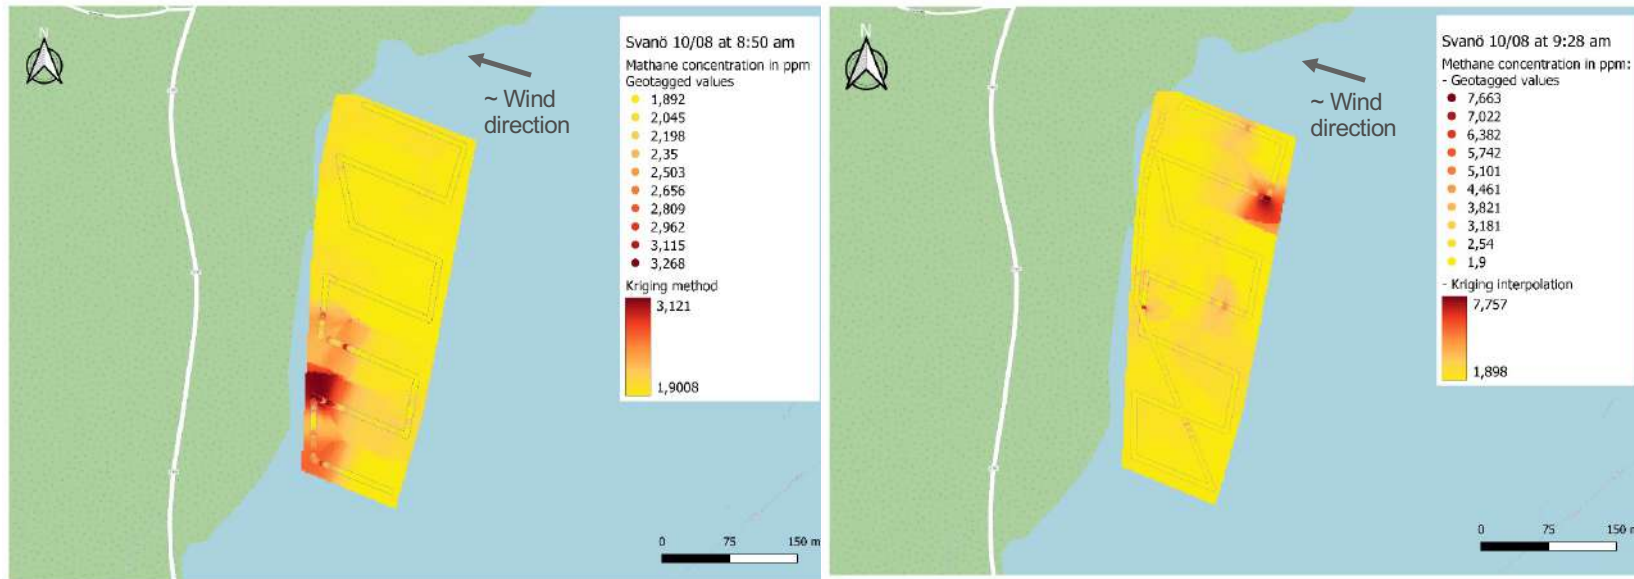 N
~ Wind
direction
Svanö 10/08 at 8:50 am
Mathane concentration in ppm
Geotagged values
1,892
2,045
2,198
2,35
2,503
2,656
2,809
2,962
3,115
3,268
Kriging method
3,121
1,9008
0 75 150 m
N
~ Wind
direction
Svanö 10/08 at 9:28 am
Methane concentration in ppm:
- Geotagged values
7,663
7,022
6,382
5,742
5,101
4,461
3,821
3,181
2,54
1,9
- Kriging interpolation
7,757
1,898
0 75 150 m